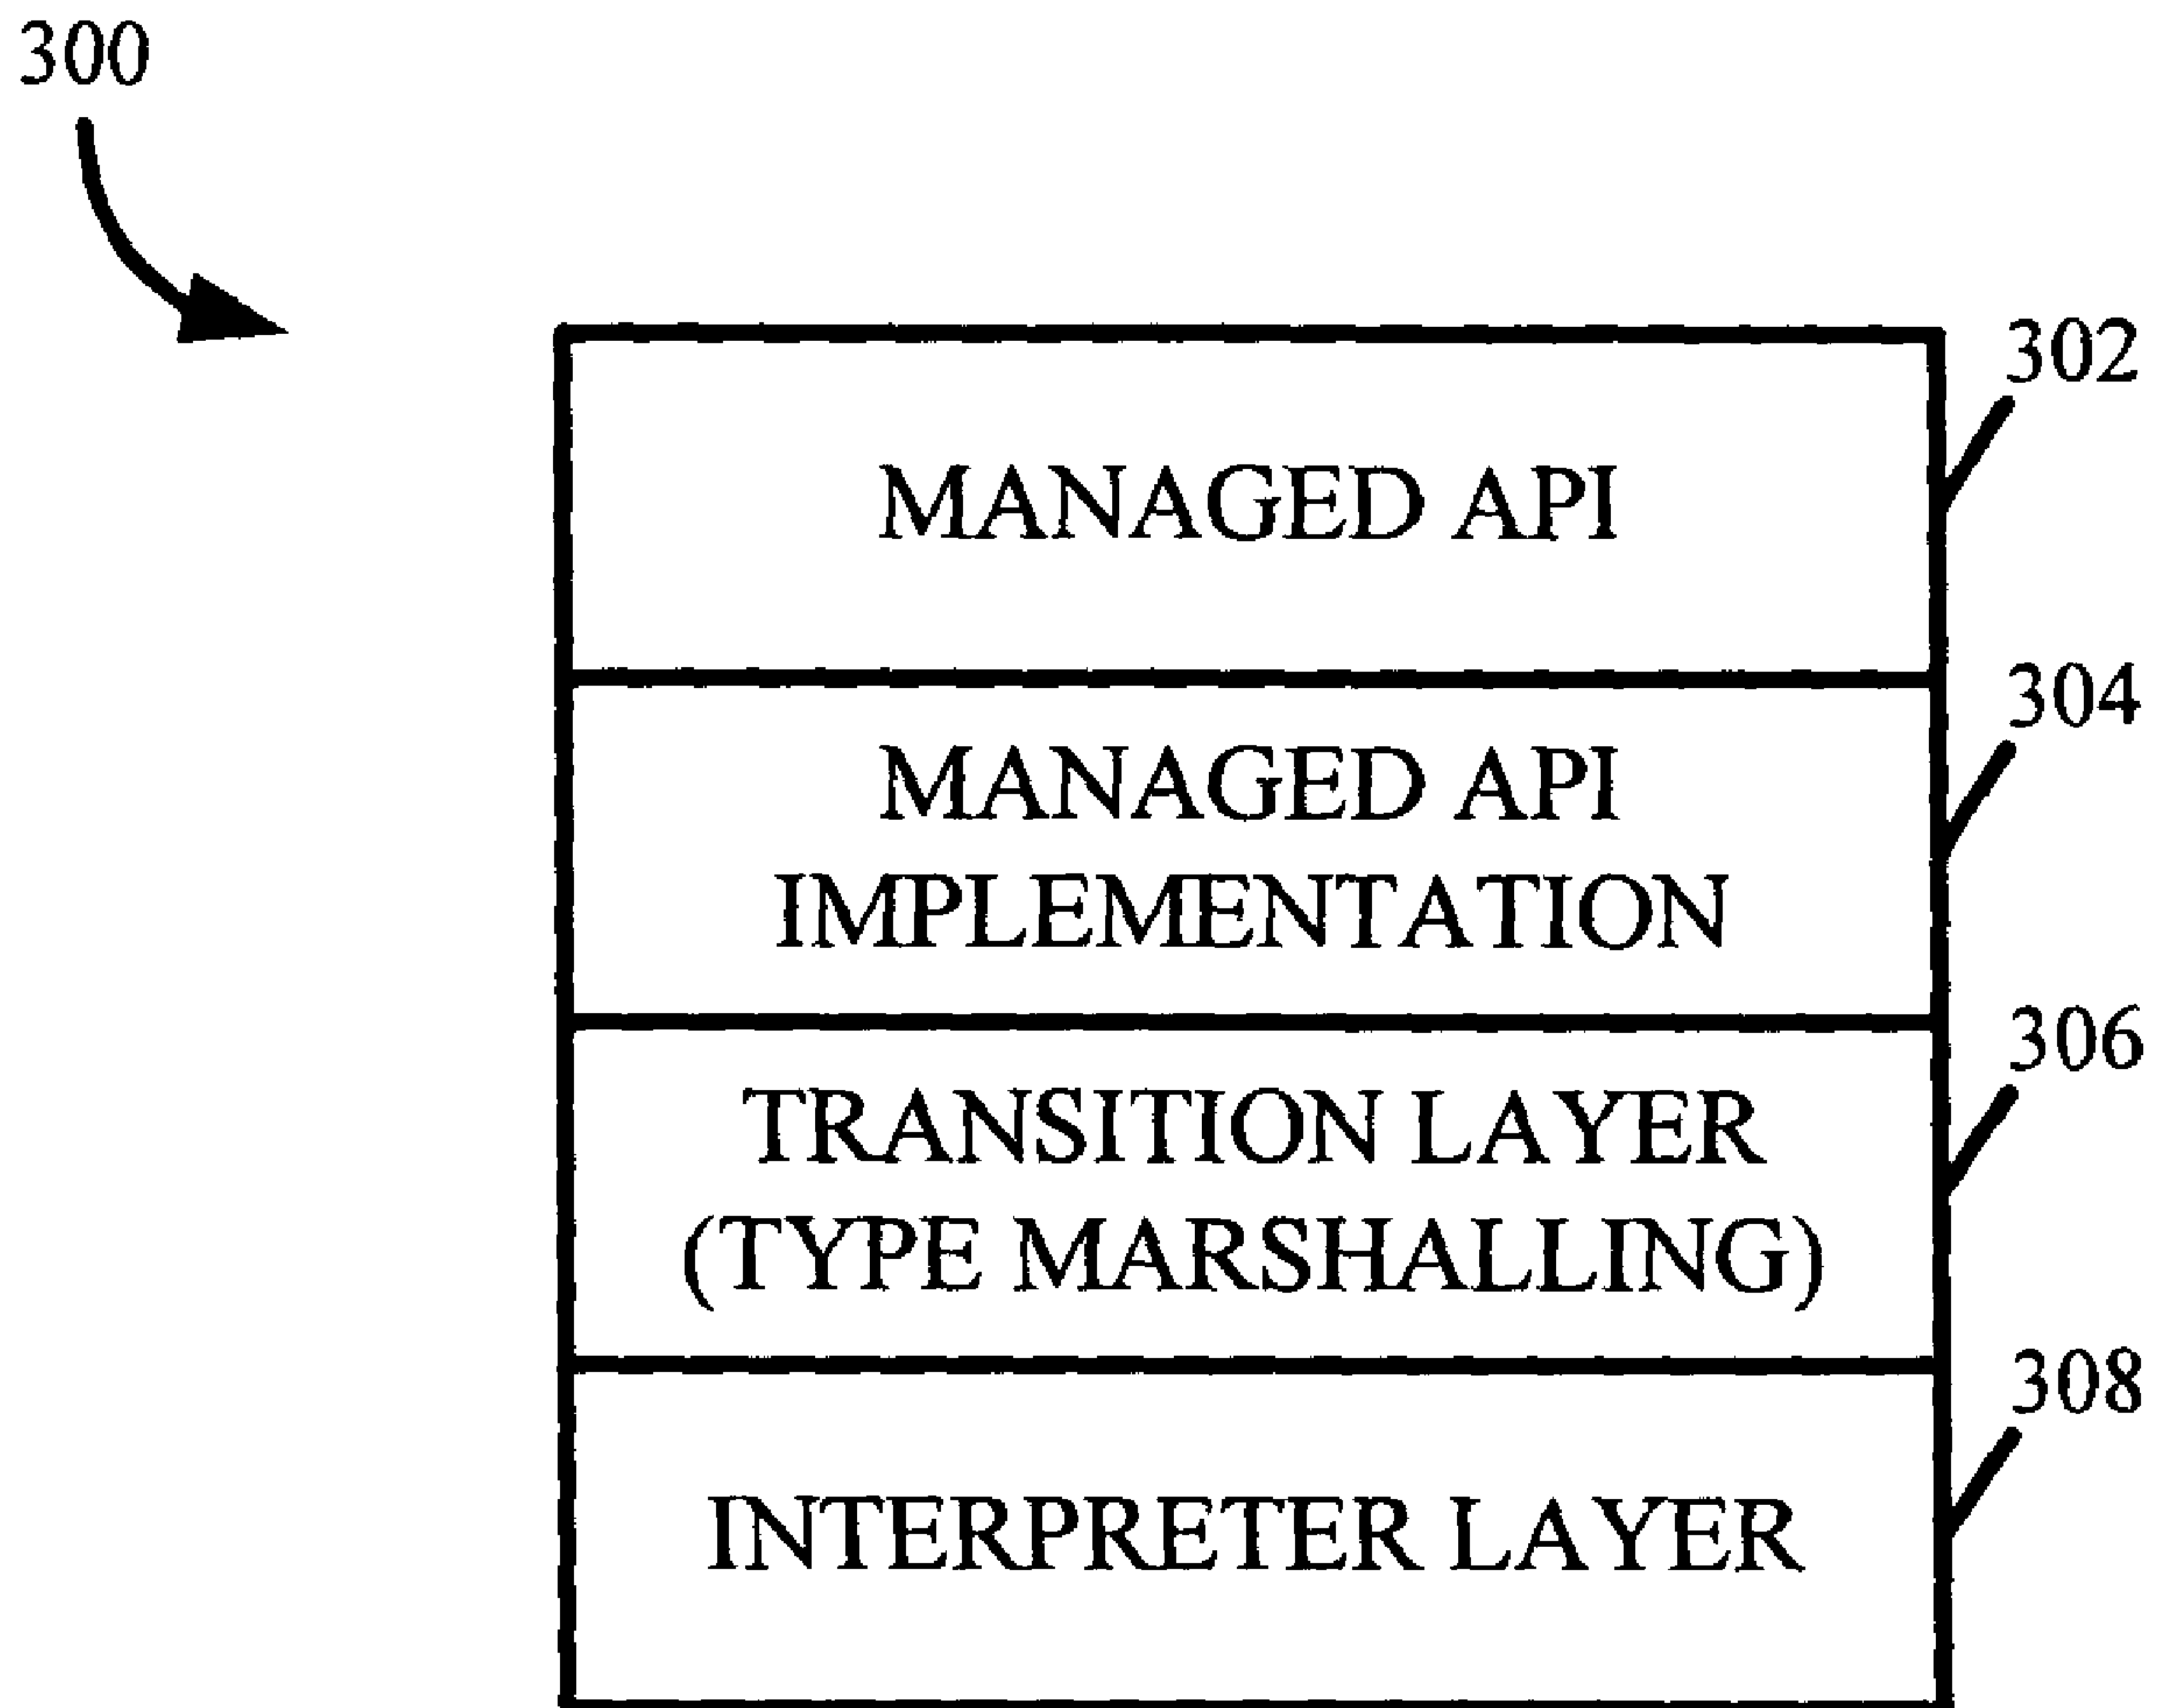 300
302
MANAGED API
304
MANAGED API
IMPLEMENTATION
306
TRANSITION LAYER
(TYPE MARSHALLING)
308
INTERPRETER LAYER